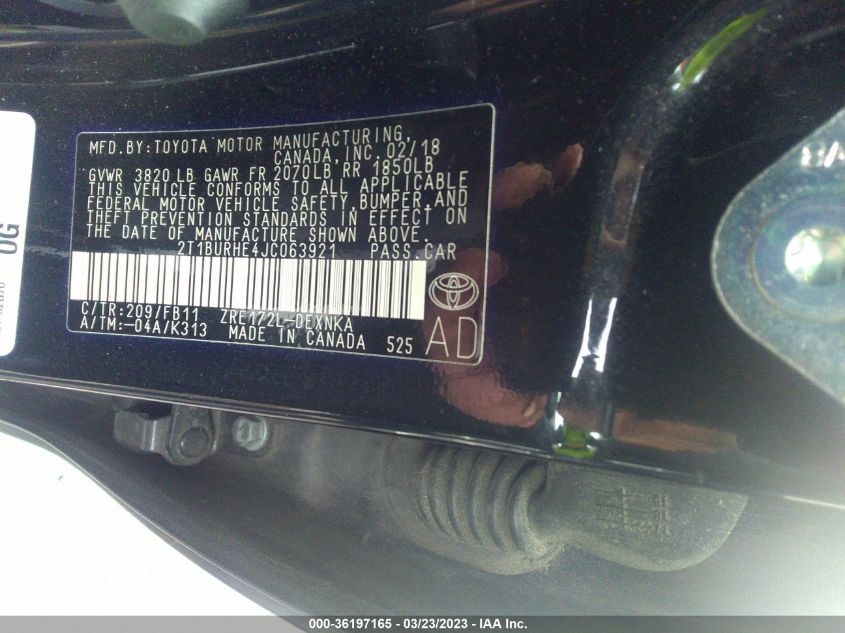 MFD.BY:TOYOTA MOTOR MANUFACTURING,
CANADA,INC. 02/18
GVWR 3820 LB GAWR FR 2070LB RR 1850LB
THIS VEHICLE CONFORMS TO ALL APPLICABLE
FEDERAL MOTOR VEHICLE SAFETY,BUMPER,AND
THEFT PREVENTION STANDARDS IN EFFECT ON
THE DATE OF MANUFACTURE SHOWN ABOVE.
2T1BURHE4JC063921 PASS.CAR
C/TR:209/FB11 ZRE172L-DEXNKA
A/TM:-04A/K313 MADE IN CANADA 525
AD
UG
000-36197165 - 03/23/2023 - IAA Inc.